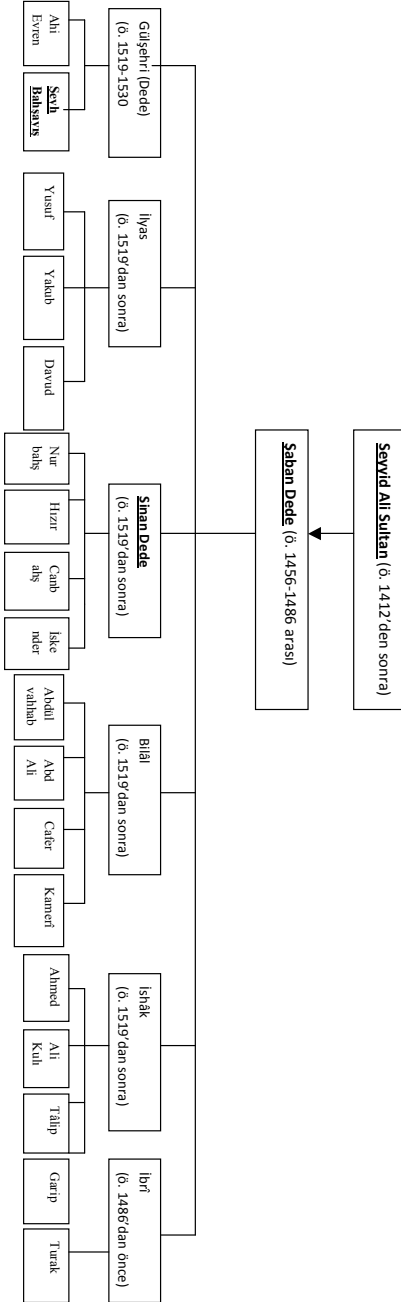 Seyyid Ali Sultan (ö. 1412’den sonra)
Şaban Dede (ö. 1456-1486 arası)
Gülşehri (Dede)
(ö. 1519-1530
İlyas
(ö. 1519’dan sonra)
Sinan Dede
(ö. 1519’dan sonra)
Bilâl
(ö. 1519’dan sonra)
İshâk
(ö. 1519’dan sonra)
İbrî
(ö. 1486’dan önce)
Ahi
Evren
Şeyh
Bahşayış
Yusuf
Yakub
Davud
Nur
bahş
Hızır
Canb
ahş
İske
nder
Abdül
vahhab
Abd
Ali
Cafer
Kamerî
Ahmed
Ali
Kulı
Tâlip
Garip
Turak